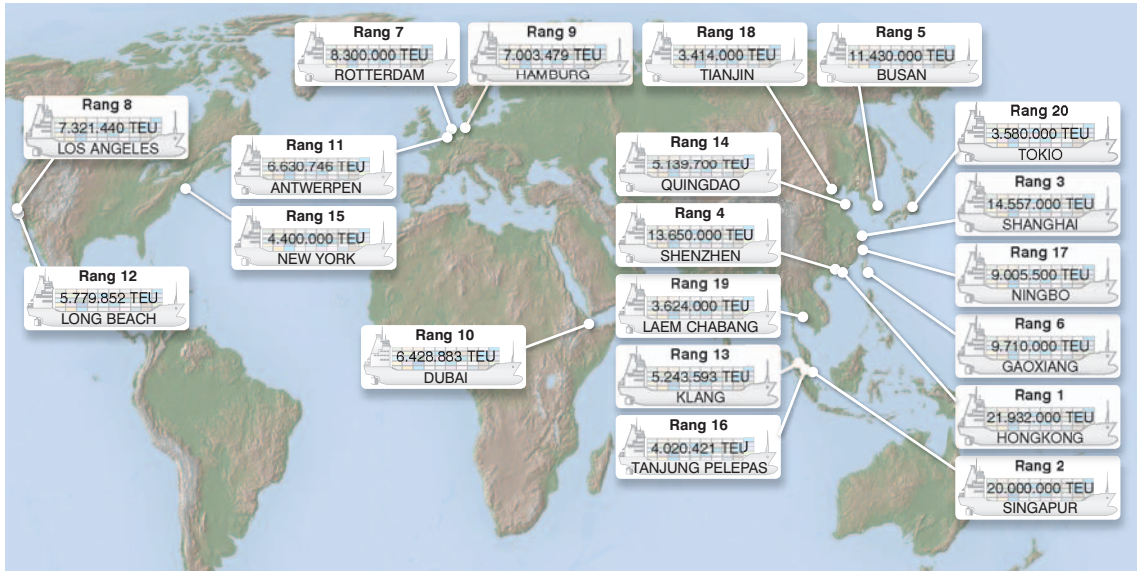 Rang 7
8.300.000 TEU
ROTTERDAM
Rang 9
7.003.479 TEU
HAMBURG
Rang 18
3.414.000 TEU
TIANJIN
Rang 5
11.430.000 TEU
BUSAN
Rang 8
7.321.440 TEU
LOS ANGELES
Rang 20
3.580.000 TEU
TOKIO
Rang 11
6.630.746 TEU
ANTWERPEN
Rang 14
5.139.700 TEU
QUINGDAO
Rang 3
14.557.000 TEU
SHANGHAI
Rang 15
4.400.000 TEU
NEW YORK
Rang 4
13.650.000 TEU
SHENZHEN
Rang 17
9.005.500 TEU
NINGBO
Rang 12
5.779.852 TEU
LONG BEACH
Rang 19
3.624.000 TEU
LAEM CHABANG
Rang 6
9.710.000 TEU
GAOXIANG
Rang 10
6.428.883 TEU
DUBAI
Rang 13
5.243.593 TEU
KLANG
Rang 1
21.932.000 TEU
HONGKONG
Rang 16
4.020.421 TEU
TANJUNG PELEPAS
Rang 2
20.000.000 TEU
SINGAPUR